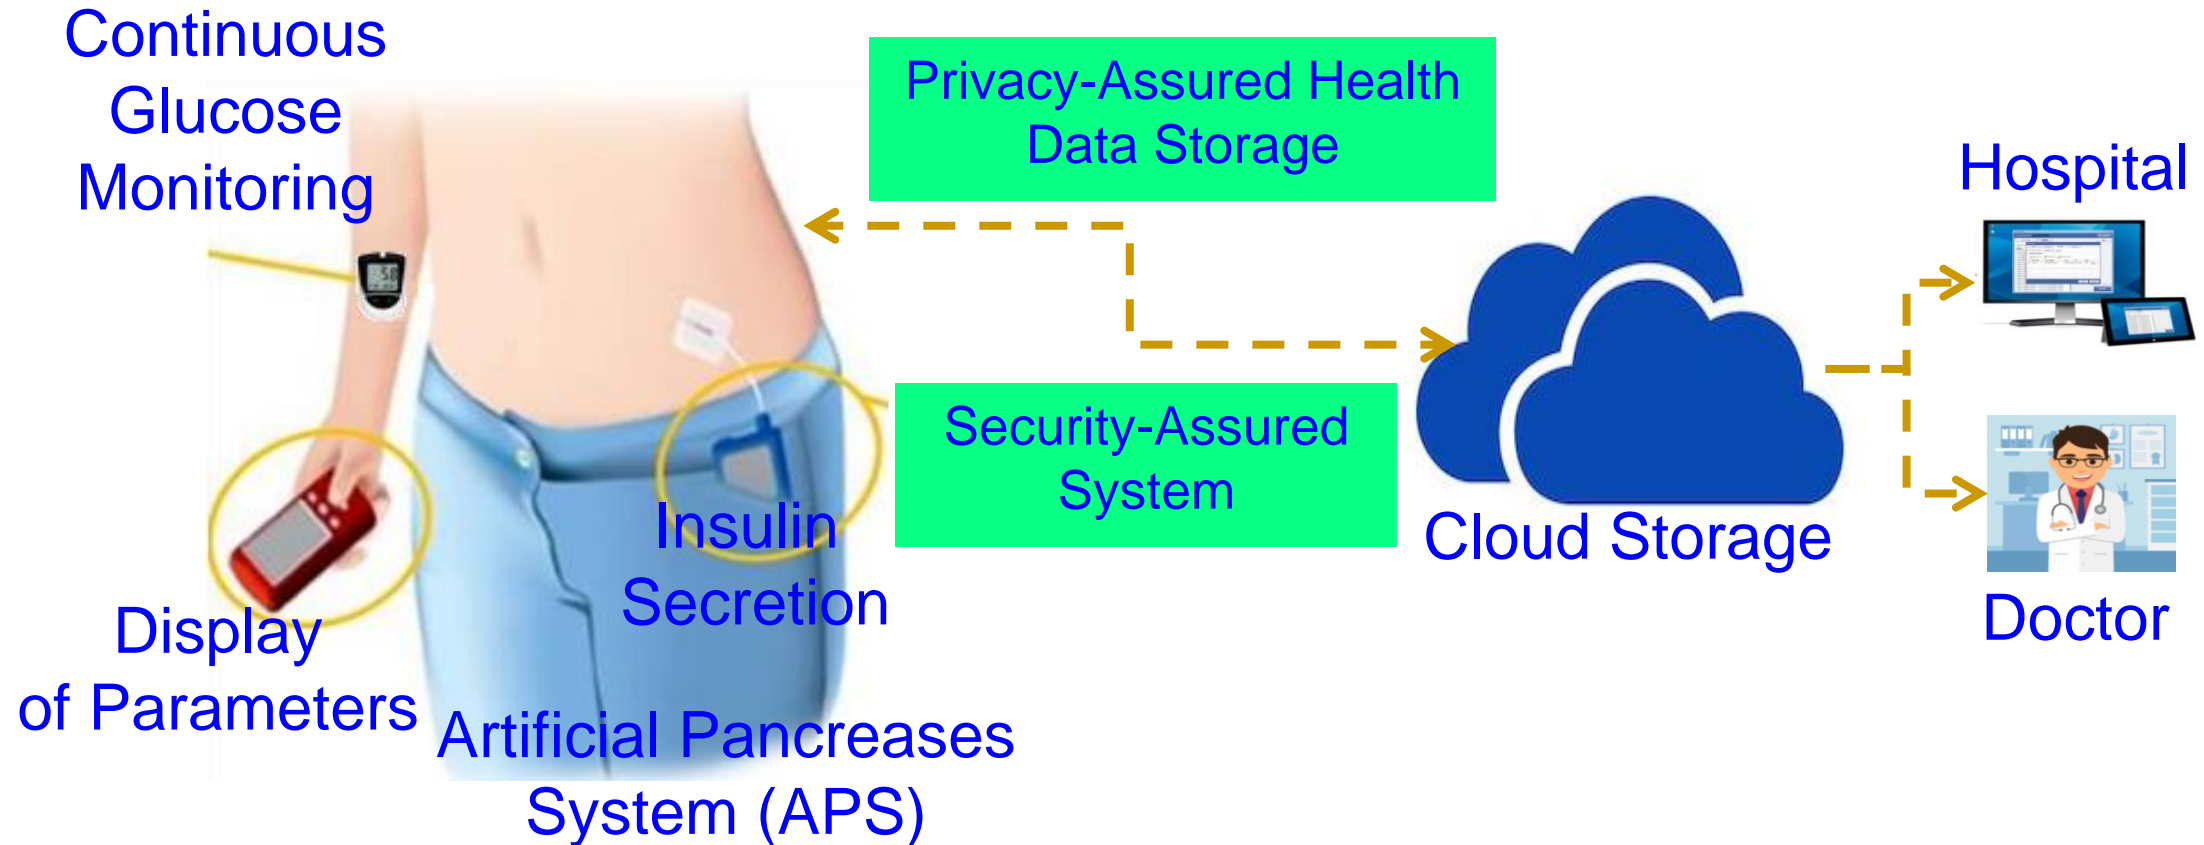 Continuous
Glucose
Monitoring
Privacy-Assured Health
Data Storage
Hospital
Security-Assured
System
Insulin
Secretion
Cloud Storage
Doctor
Display
of Parameters
Artificial Pancreases
System (APS)